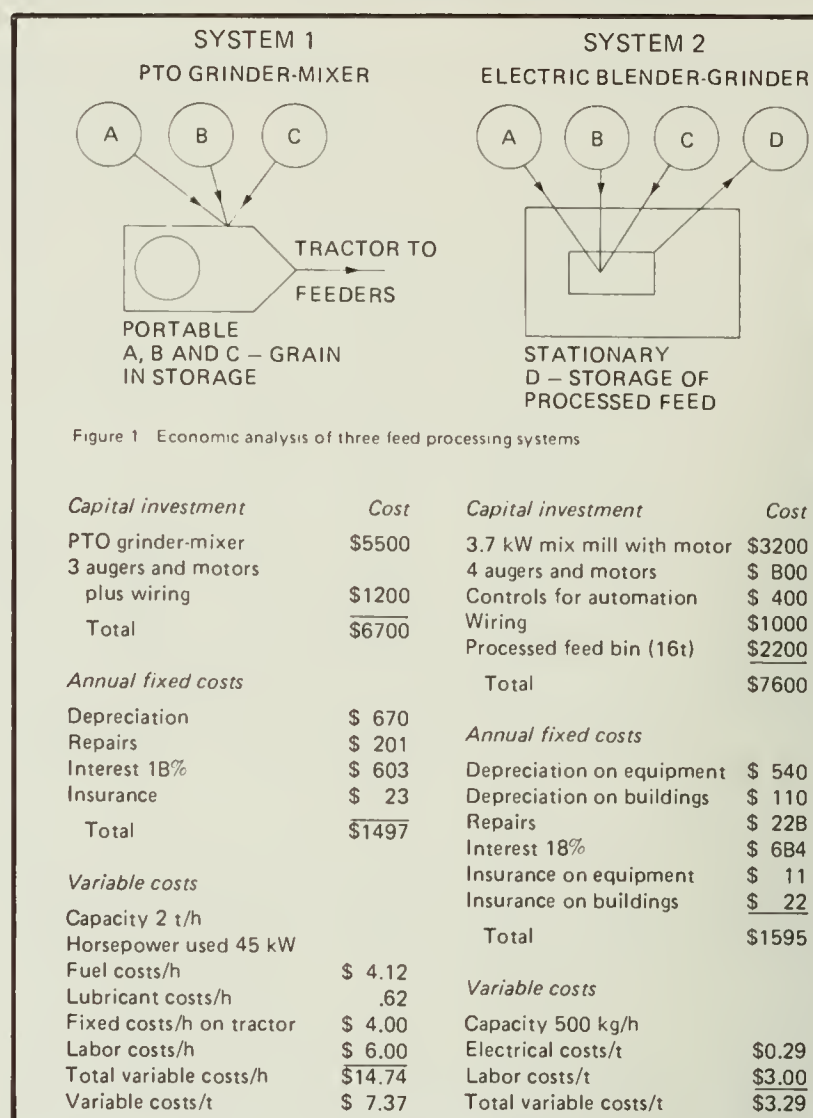 SYSTEM 1
PTO GRINDER-MIXER
A
B
C
TRACTOR TO
FEEDERS
PORTABLE
A, B AND C – GRAIN
IN STORAGE
SYSTEM 2
ELECTRIC BLENDER-GRINDER
A
B
C
D
STATIONARY
D – STORAGE OF
PROCESSED FEED
Figure 1 Economic analysis of three feed processing systems
Capital investment Cost
PTO grinder-mixer $5500
3 augers and motors
plus wiring $1200
Total $6700
Annual fixed costs
Depreciation $ 670
Repairs $ 201
Interest 1B% $ 603
Insurance $ 23
Total $1497
Variable costs
Capacity 2 t/h
Horsepower used 45 kW
Fuel costs/h $ 4.12
Lubricant costs/h .62
Fixed costs/h on tractor $ 4.00
Labor costs/h $ 6.00
Total variable costs/h $14.74
Variable costs/t $ 7.37
Capital investment Cost
3.7 kW mix mill with motor $3200
4 augers and motors $ B00
Controls for automation $ 400
Wiring $1000
Processed feed bin (16t) $2200
Total $7600
Annual fixed costs
Depreciation on equipment $ 540
Depreciation on buildings $ 110
Repairs $ 22B
Interest 18% $ 6B4
Insurance on equipment $ 11
Insurance on buildings $ 22
Total $1595
Variable costs
Capacity 500 kg/h
Electrical costs/t $0.29
Labor costs/t $3.00
Total variable costs/t $3.29